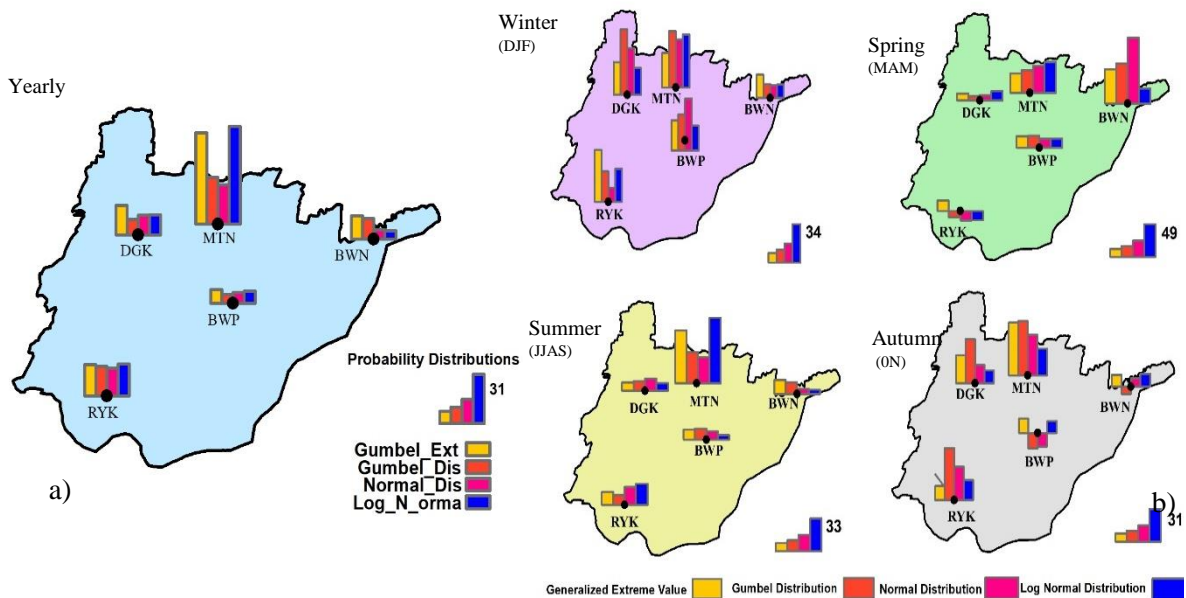 Yearly
DGK
MTN
BWN
BWP
RYK
Probability Distributions
31
Gumbel_Ext
Gumbel_Dis
Normal_Dis
Log_N_orma
a)
Winter
(DJF)
DGK
MTN
BWN
BWP
RYK
34
Spring
(MAM)
DGK
MTN
BWN
BWP
RYK
49
Summer
(JJAS)
DGK
MTN
BWN
BWP
RYK
33
Autumn
(0N)
DGK
MTN
BWN
BWP
RYK
b)
31
Generalized Extreme Value Gumbel Distribution Normal Distribution Log Normal Distribution